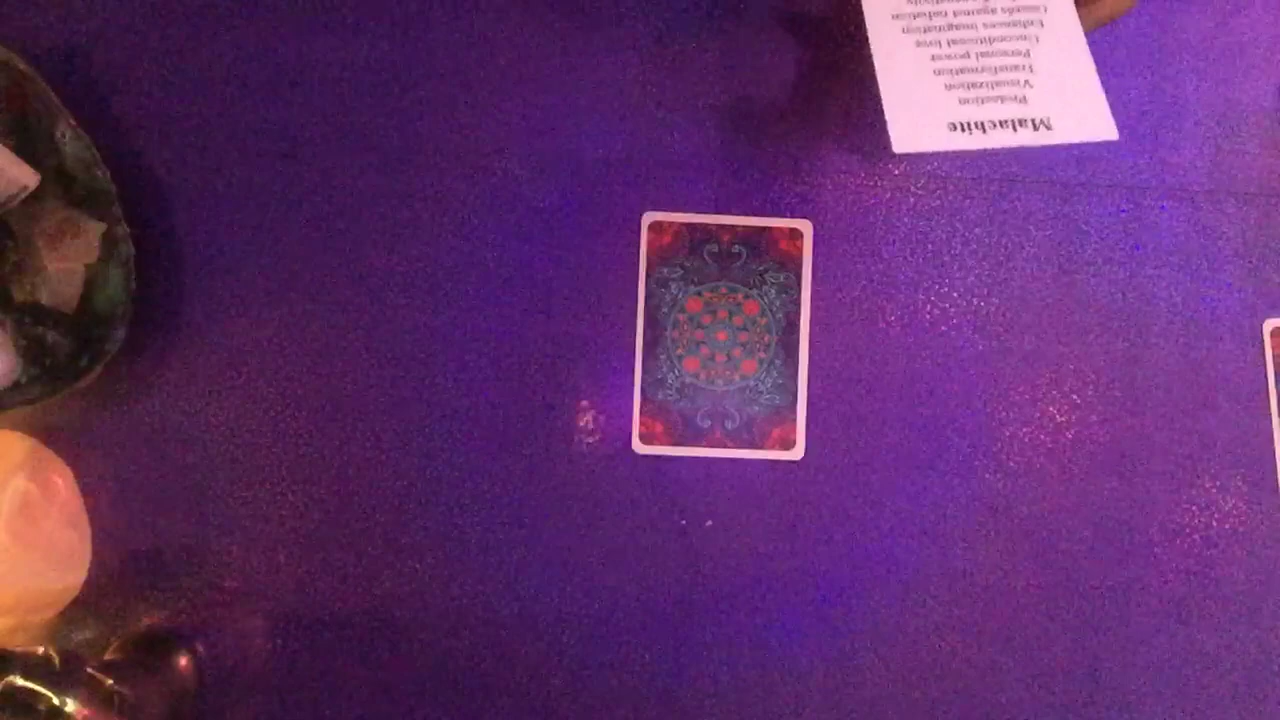 Malachite
Protection
Visualization
Transformation
Personal power
Unconditional love
Enhances imagination
Guards against radiation